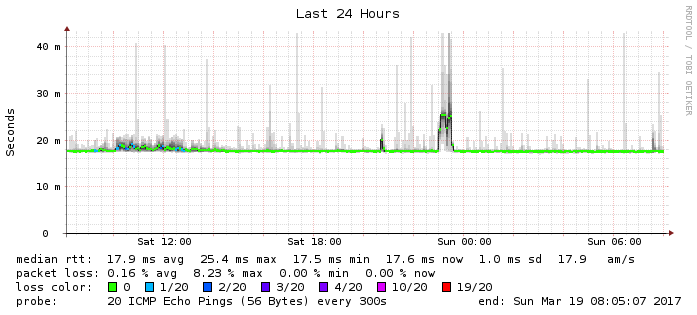 Last 24 Hours
RRDTOOL / TOBI OETIKER
Seconds
40 m
30 m
20 m
10 m
0
Sat 12:00 Sat 18:00 Sun 00:00 Sun 06:00
median rtt: 17.9 ms avg 25.4 ms max 17.5 ms min 17.6 ms now 1.0 ms sd 17.9 am/s
packet loss: 0.16 % avg 8.23 % max 0.00 % min 0.00 % now
loss color: 0 1/20 2/20 3/20 4/20 10/20 19/20
probe: 20 ICMP Echo Pings (56 Bytes) every 300s end: Sun Mar 19 08:05:07 2017